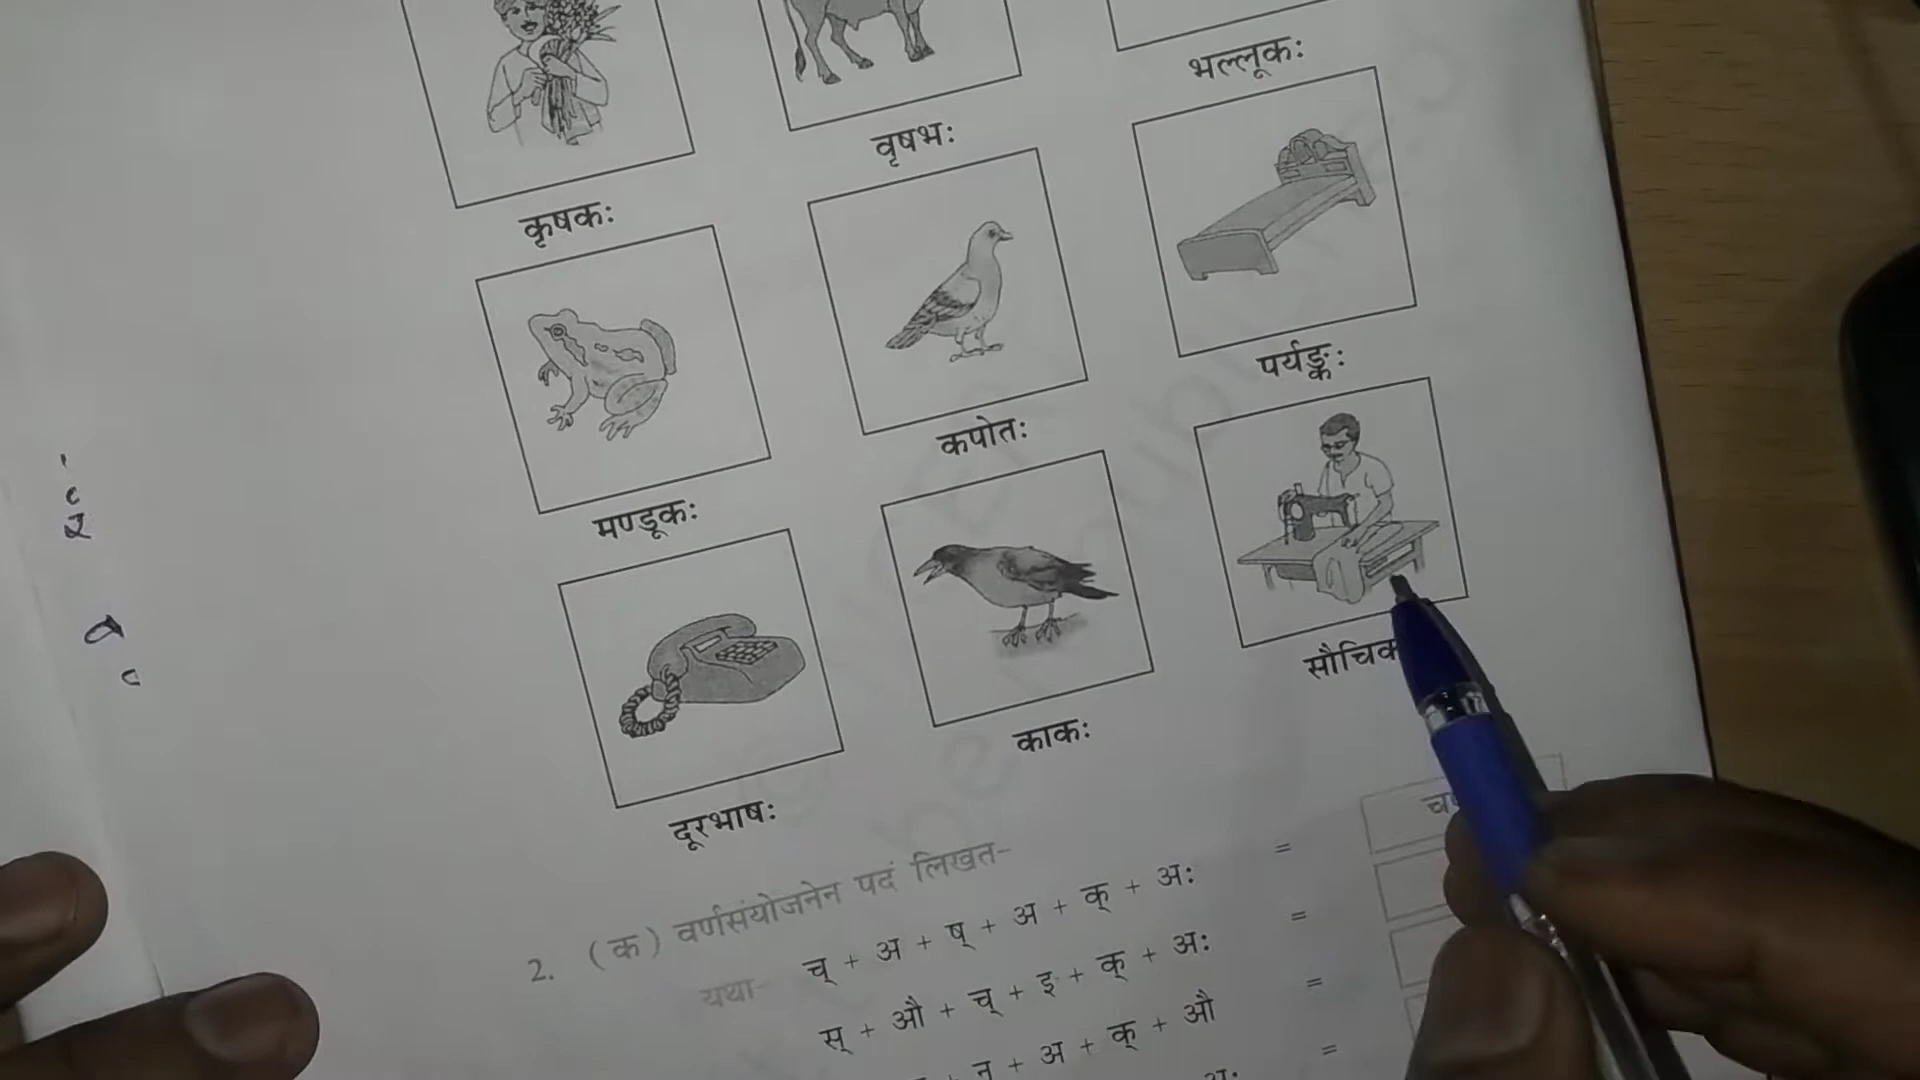 भल्लूकः
वृषभः
कृषकः
पर्यङ्कः
कपोतः
मण्डूकः
सौचिक
काकः
दूरभाषः
2. (क) वर्णसंयोजनेन पदं लिखत-
यथा- च् + अ + ष् + अ + क् + अः =
स् + औ + च् + इ + क् + अः =
+ न + अ + क् + औ =
अः =